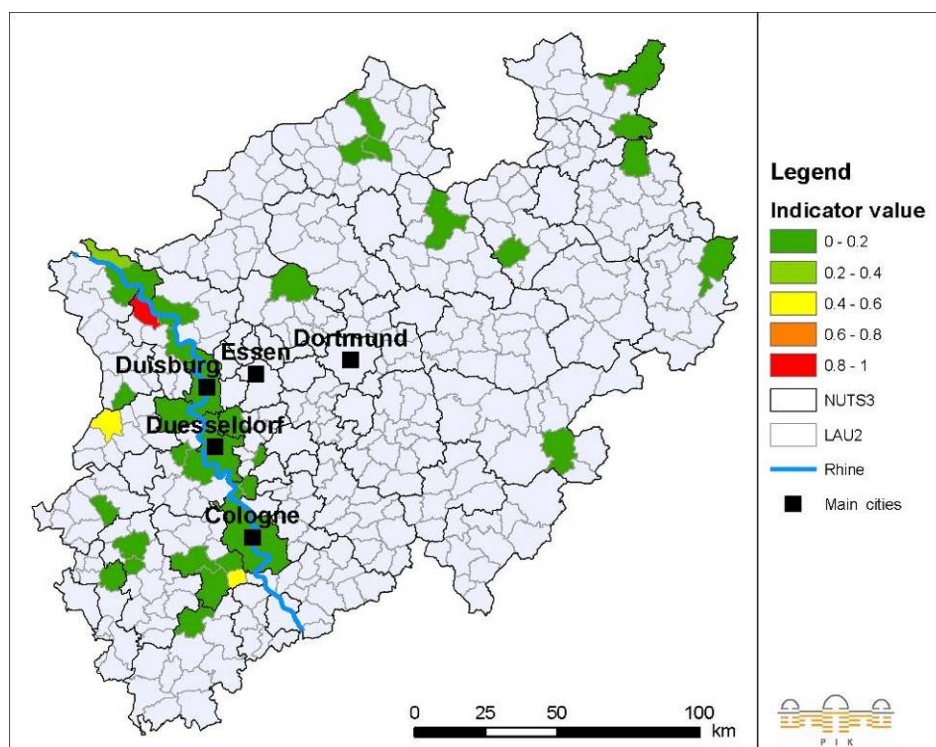 Dortmund
Essen
Duisburg
Duesseldorf
Cologne
0 25 50 100
km
Legend
Indicator value
0 - 0.2
0.2 - 0.4
0.4 - 0.6
0.6 - 0.8
0.8 - 1
NUTS3
LAU2
Rhine
Main cities
P I K